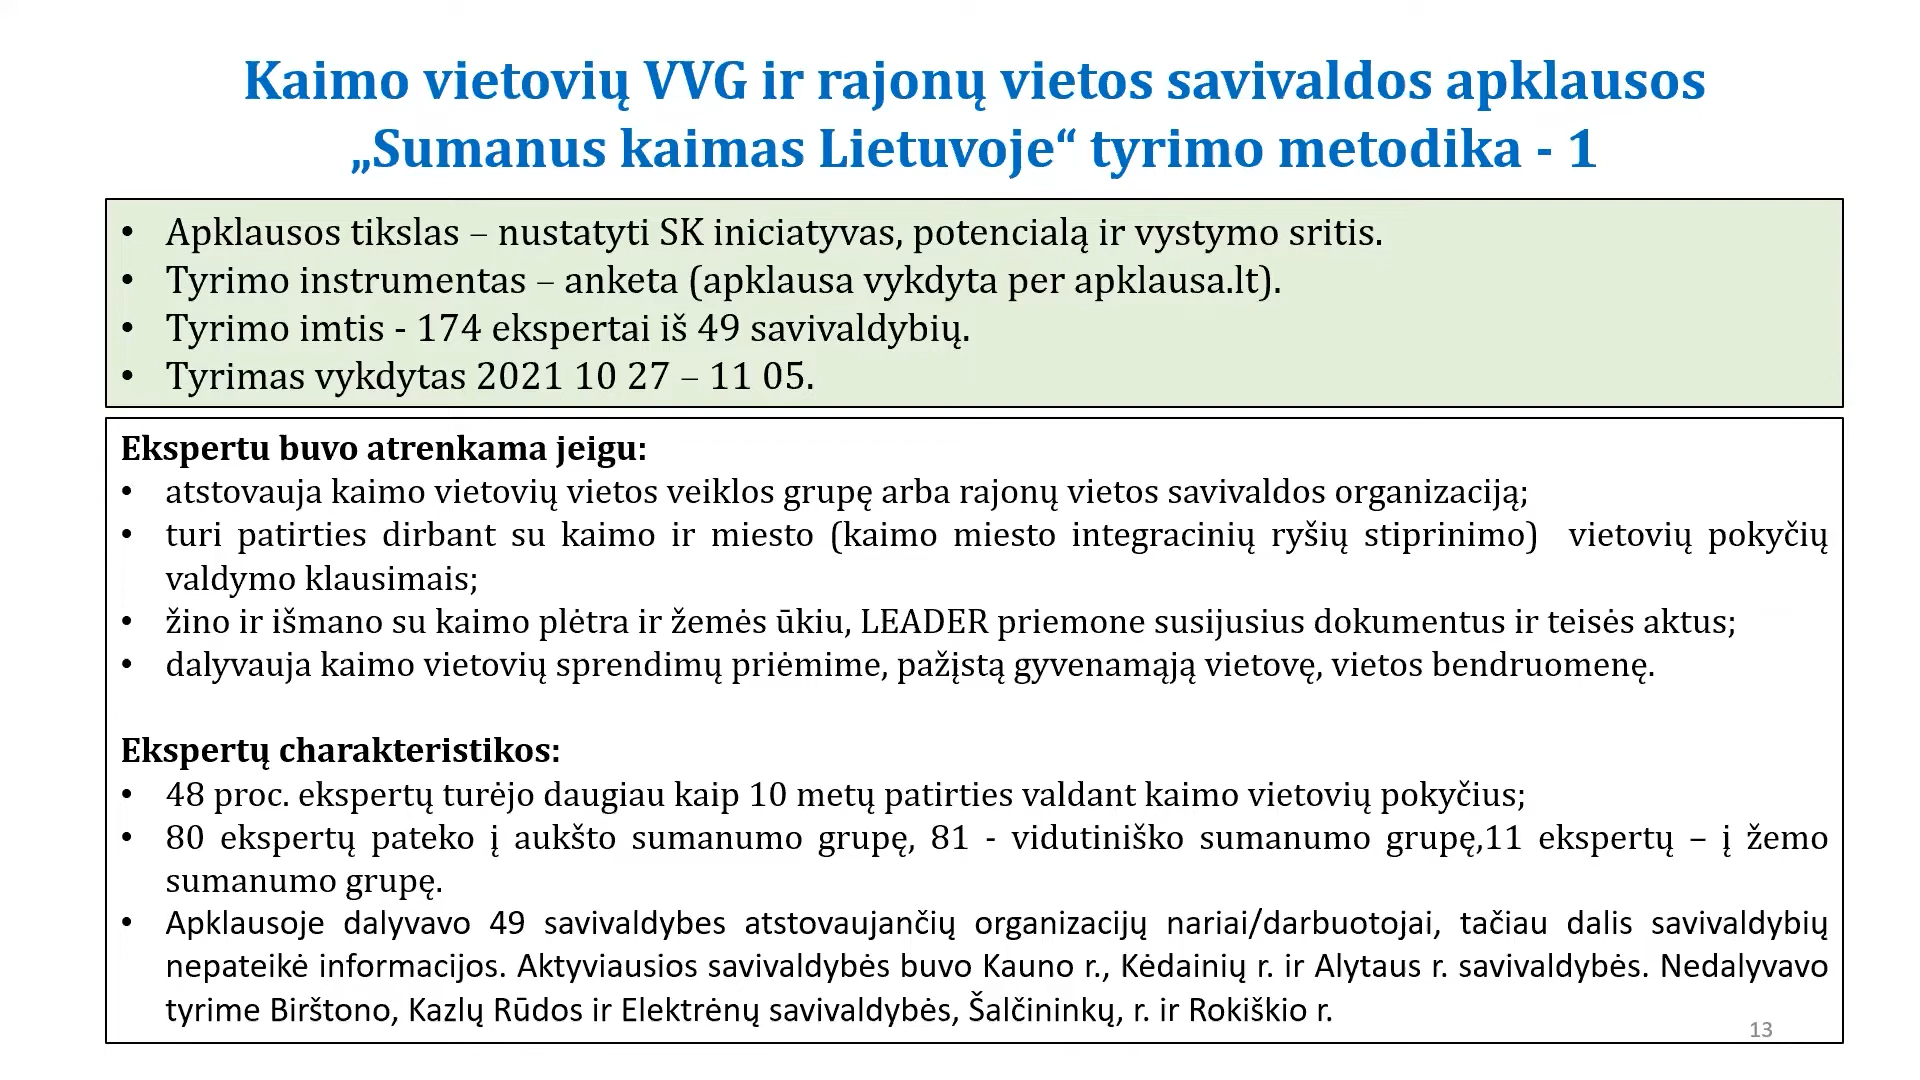 Kaimo vietovių VVG ir rajonų vietos savivaldos apklausos
„Sumanus kaimas Lietuvoje“ tyrimo metodika - 1
• Apklausos tikslas – nustatyti SK iniciatyvas, potencialą ir vystymo sritis.
• Tyrimo instrumentas – anketa (apklausa vykdyta per apklausa.lt).
• Tyrimo imtis - 174 ekspertai iš 49 savivaldybių.
• Tyrimas vykdytas 2021 10 27 – 11 05.
Ekspertu buvo atrenkama jeigu:
• atstovauja kaimo vietovių vietos veiklos grupę arba rajonų vietos savivaldos organizaciją;
• turi patirties dirbant su kaimo ir miesto (kaimo miesto integracinių ryšių stiprinimo) vietovių pokyčių
valdymo klausimais;
• žino ir išmano su kaimo plėtra ir žemės ūkiu, LEADER priemone susijusius dokumentus ir teisės aktus;
• dalyvauja kaimo vietovių sprendimų priėmime, pažįstą gyvenamąją vietovę, vietos bendruomenę.
Ekspertų charakteristikos:
• 48 proc. ekspertų turėjo daugiau kaip 10 metų patirties valdant kaimo vietovių pokyčius;
• 80 ekspertų pateko į aukšto sumanumo grupę, 81 - vidutiniško sumanumo grupę,11 ekspertų – į žemo
sumanumo grupę.
• Apklausoje dalyvavo 49 savivaldybes atstovaujančių organizacijų nariai/darbuotojai, tačiau dalis savivaldybių
nepateikė informacijos. Aktyviausios savivaldybės buvo Kauno r., Kėdainių r. ir Alytaus r. savivaldybės. Nedalyvavo
tyrime Birštono, Kazlų Rūdos ir Elektrėnų savivaldybės, Šalčininkų, r. ir Rokiškio r.
13